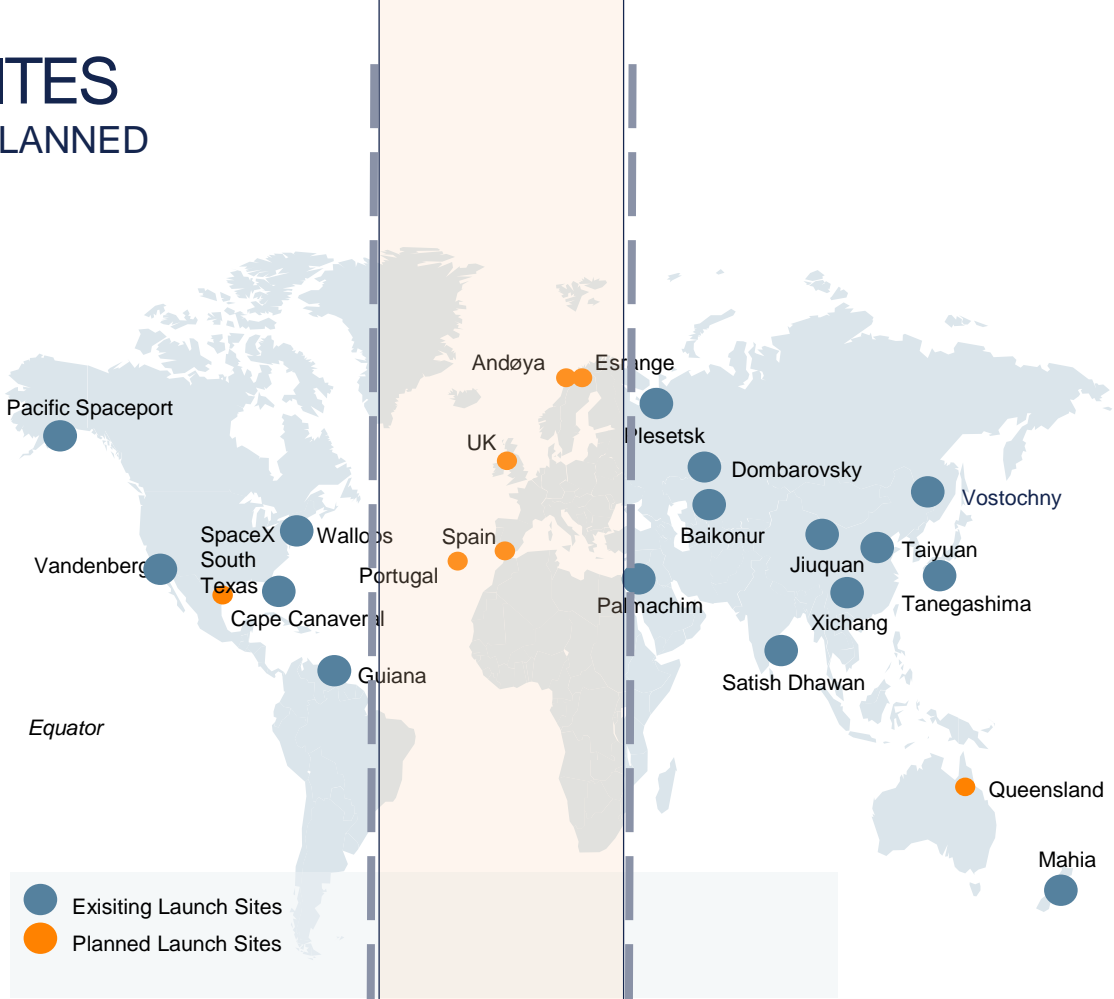 ITES
LANNED
Andøya
Esrange
Pacific Spaceport
Plesetsk
UK
Dombarovsky
Vostochny
SpaceX
South
Texas
Wallops
Spain
Baikonur
Jiuquan
Taiyuan
Vandenberg
Portugal
Palmachim
Tanegashima
Cape Canaveral
Xichang
Guiana
Satish Dhawan
Equator
Queensland
Mahia
Exisiting Launch Sites
Planned Launch Sites